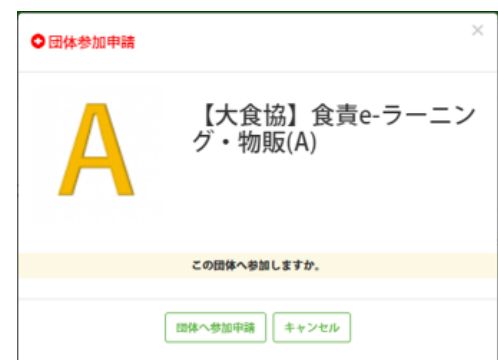 団体参加申請
×
A
【大食協】食責e-ラーニン
グ・物販(A)
この団体へ参加しますか。
団体へ参加申請 キャンセル